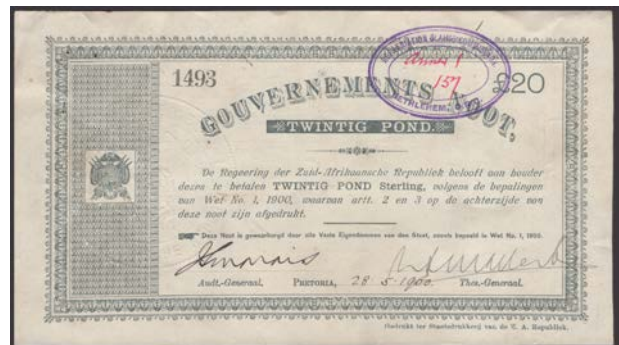 1493
£20
GOUVERNEMENTS NOOT,
TWINTIG POND.
De Regeering der Zuid-Afrikaansche Republiek belooft aan houder
dezes te betalen TWINTIG POND Sterling, volgens de bepalingen
van Wet No. 1, 1900, waarvan artt. 2 en 3 op de achterzijde van
deze noot zijn afgedrukt.
Deze Noot is gewaarborgd door alle Vaste Eigendommen van den Staat, zooals bepaald in Wet No. 1, 1900.
Audt.-Generaal. PRETORIA, 28 5 1900. Thes.-Generaal.
Gedrukt ter Staatsdrukkerij van de Z. A. Republiek.
BETHLEHEM,
157